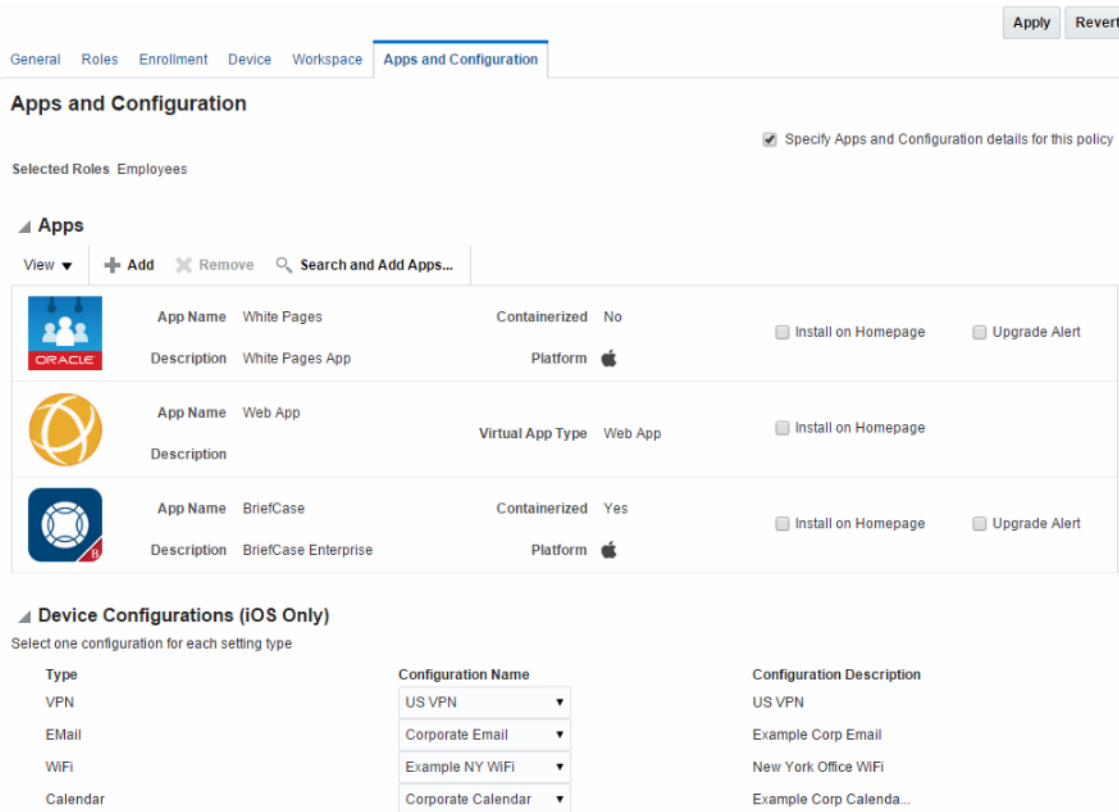 Apply Revert
General Roles Enrollment Device Workspace Apps and Configuration
Apps and Configuration
Specify Apps and Configuration details for this policy
Selected Roles Employees
Apps
View Add Remove Search and Add Apps...
App Name White Pages Containerized No
Install on Homepage Upgrade Alert
ORACLE
Description White Pages App Platform
App Name Web App
Virtual App Type Web App Install on Homepage
Description
App Name BriefCase Containerized Yes
Install on Homepage Upgrade Alert
B
Description BriefCase Enterprise Platform
Device Configurations (iOS Only)
Select one configuration for each setting type
Type Configuration Name Configuration Description
VPN US VPN US VPN
EMail Corporate Email Example Corp Email
WiFi Example NY WiFi New York Office WiFi
Calendar Corporate Calendar Example Corp Calenda...